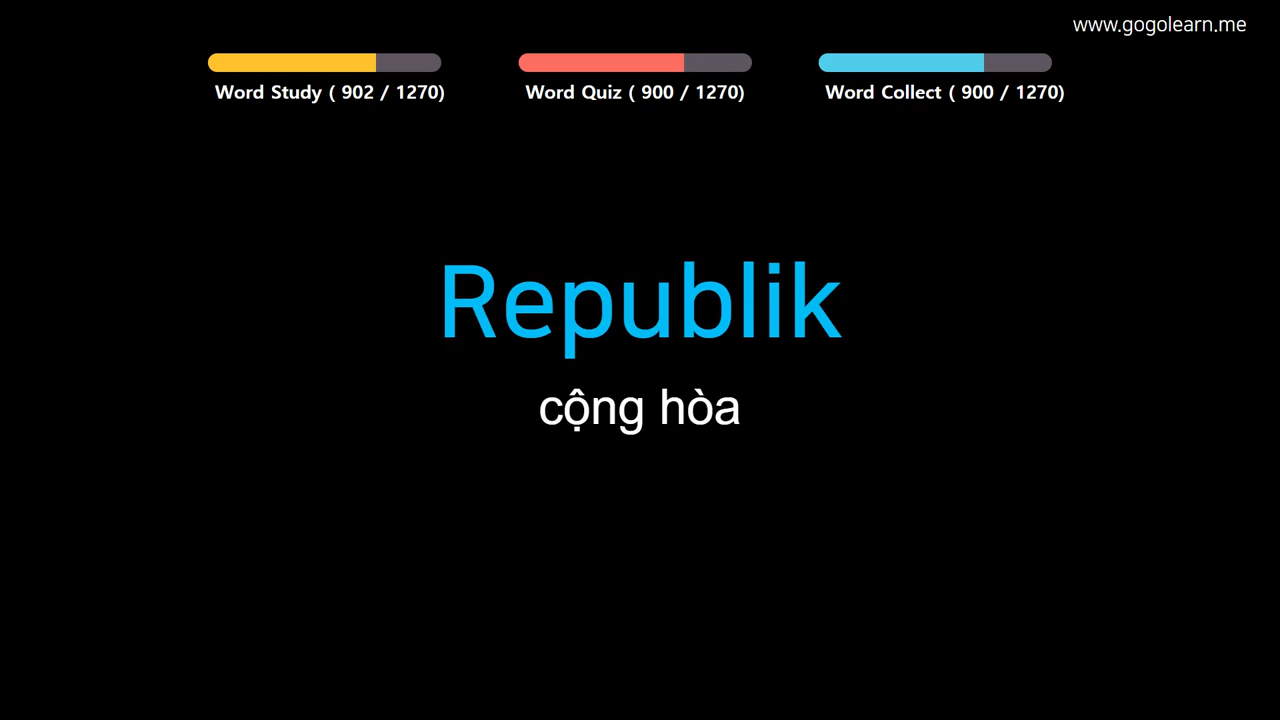 www.gogolearn.me
Word Study ( 902 / 1270)
Word Quiz ( 900 / 1270)
Word Collect ( 900 / 1270)
Republik
cộng hòa